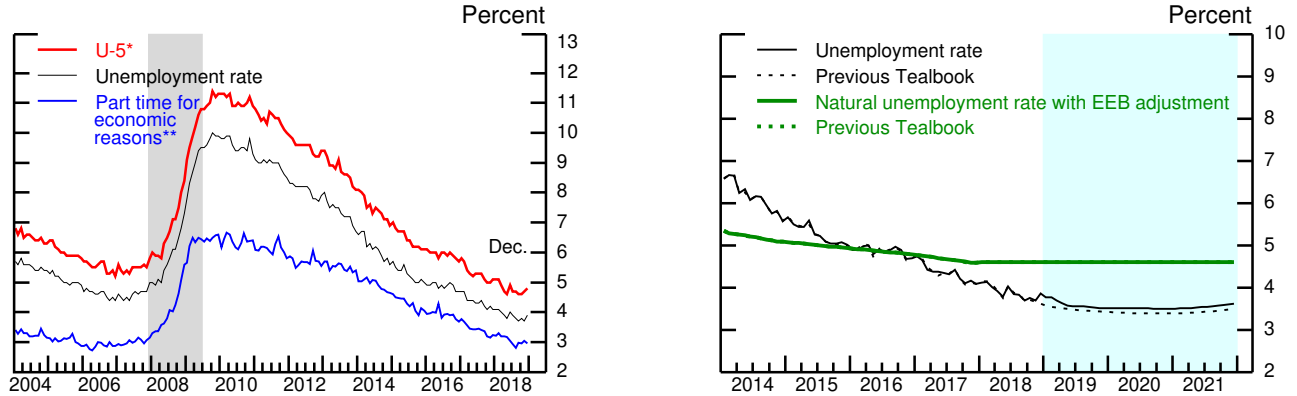 Percent
U-5*
Unemployment rate
Part time for
economic
reasons**
Dec.
13
12
11
10
9
8
7
6
5
4
3
2
2004 2006 2008 2010 2012 2014 2016 2018
Percent
Unemployment rate
Previous Tealbook
Natural unemployment rate with EEB adjustment
Previous Tealbook
10
9
8
7
6
5
4
3
2
2014 2015 2016 2017 2018 2019 2020 2021